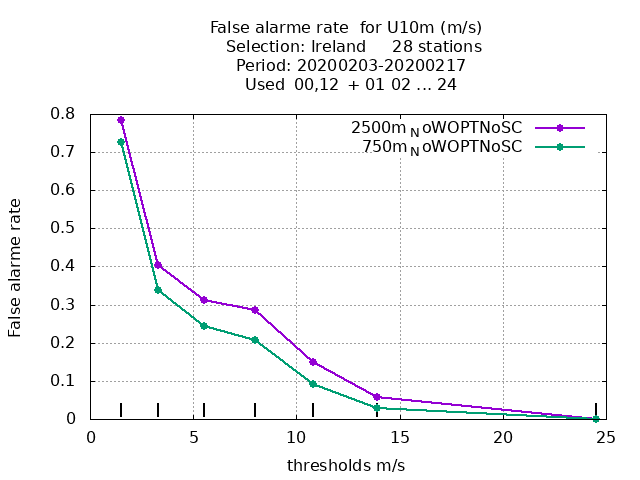 False alarme rate  for U10m (m/s)
Selection: Ireland     28 stations
Period: 20200203-20200217
Used  00,12  + 01 02 ... 24
2500m_NoWOPTNoSC
750m_NoWOPTNoSC
0.8
0.7
0.6
0.5
0.4
0.3
0.2
0.1
0
False alarme rate
0 5 10 15 20 25
thresholds m/s